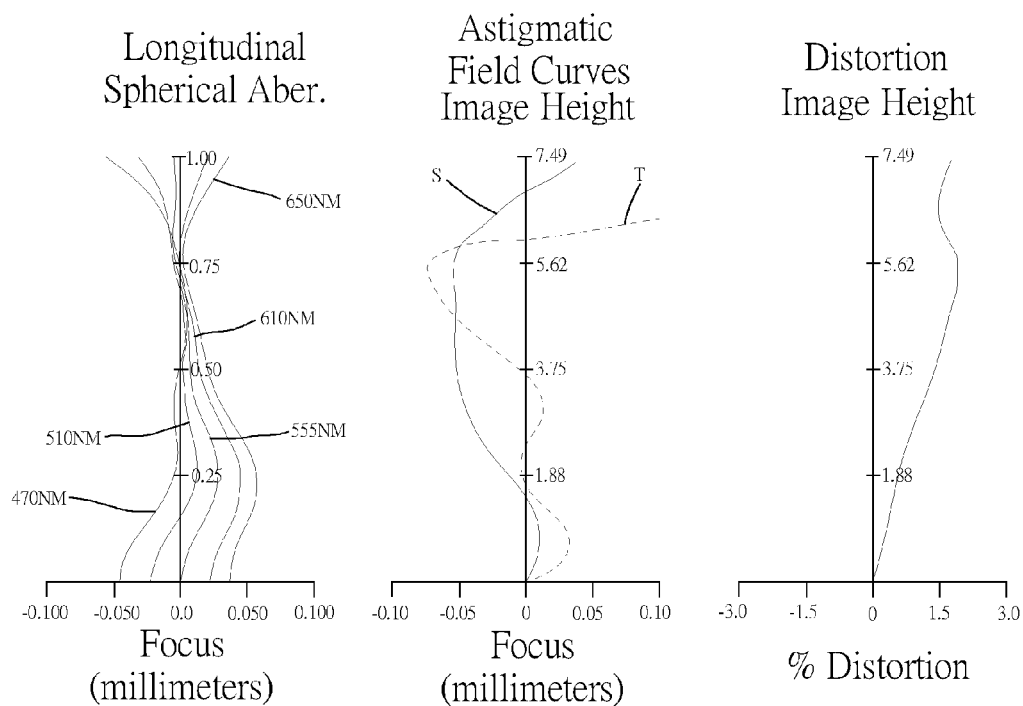 Longitudinal
Spherical Aber.
1.00
650NM
0.75
610NM
0.50
510NM
555NM
0.25
470NM
-0.100 -0.050 0.0 0.050 0.100
Focus
(millimeters)
Astigmatic
Field Curves
Image Height
7.49
S
T
5.62
3.75
1.88
-0.10 -0.05 0 0.05 0.10
Focus
(millimeters)
Distortion
Image Height
7.49
5.62
3.75
1.88
-3.0 -1.5 0 1.5 3.0
% Distortion